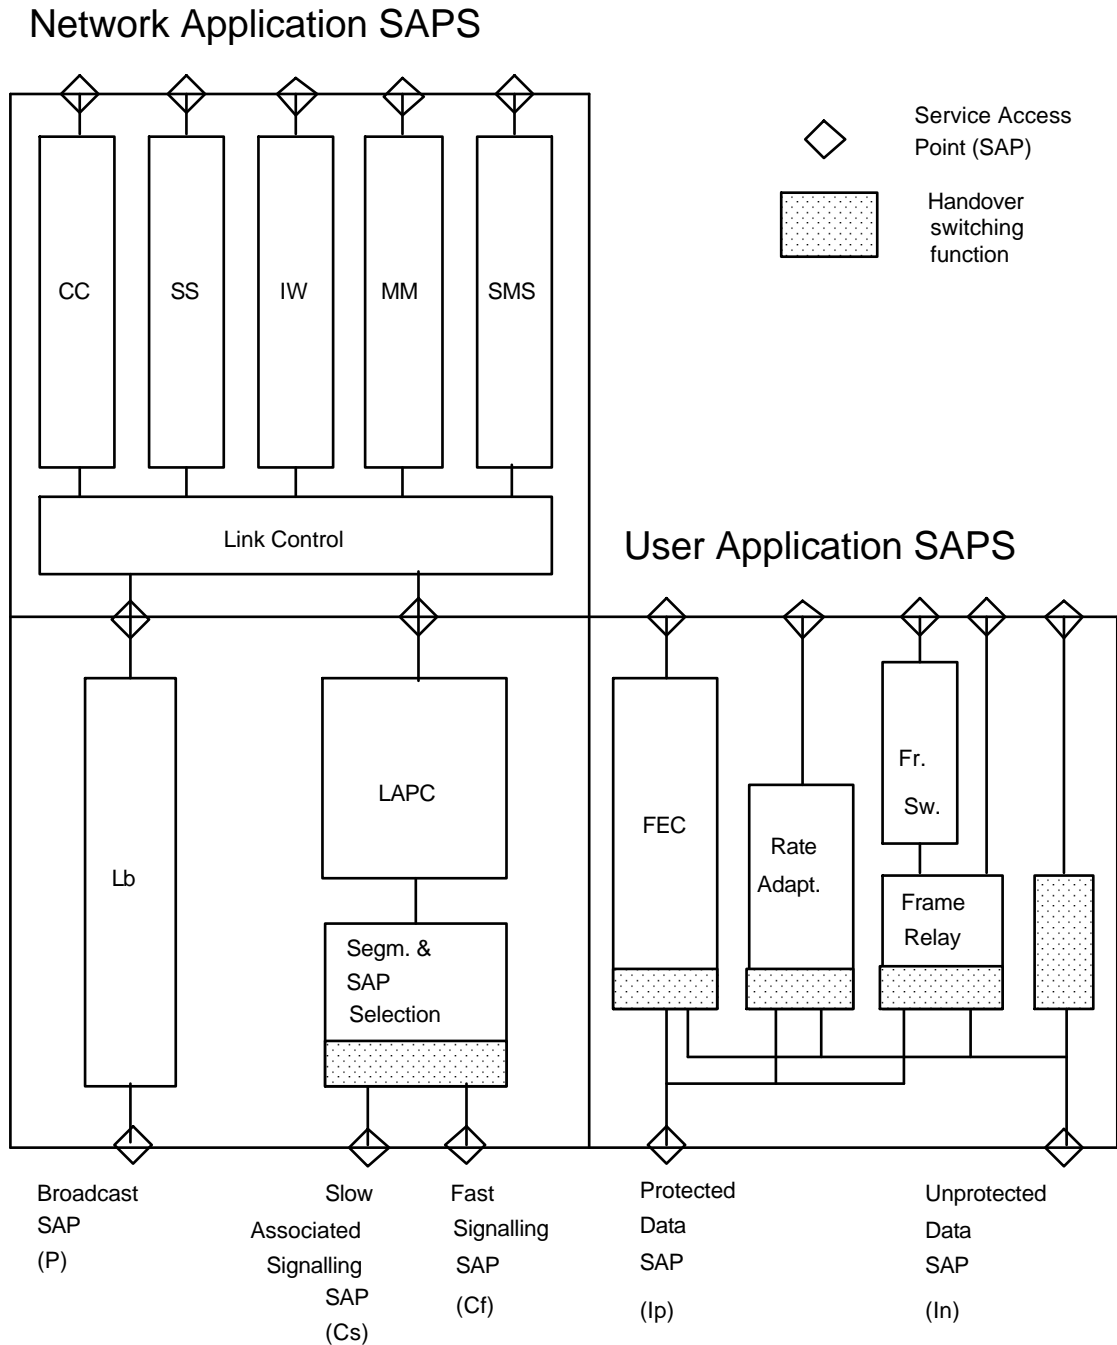 Network Application SAPS
Service Access
Point (SAP)
Handover
switching
function
CC
SS
IW
MM
SMS
Link Control
User Application SAPS
Lb
LAPC
Segm. &
SAP
Selection
FEC
Rate
Adapt.
Fr.
Sw.
Frame
Relay
Broadcast
SAP
(P)
Slow
Associated
Signalling
SAP
(Cs)
Fast
Signalling
SAP
(Cf)
Protected
Data
SAP
(Ip)
Unprotected
Data
SAP
(In)